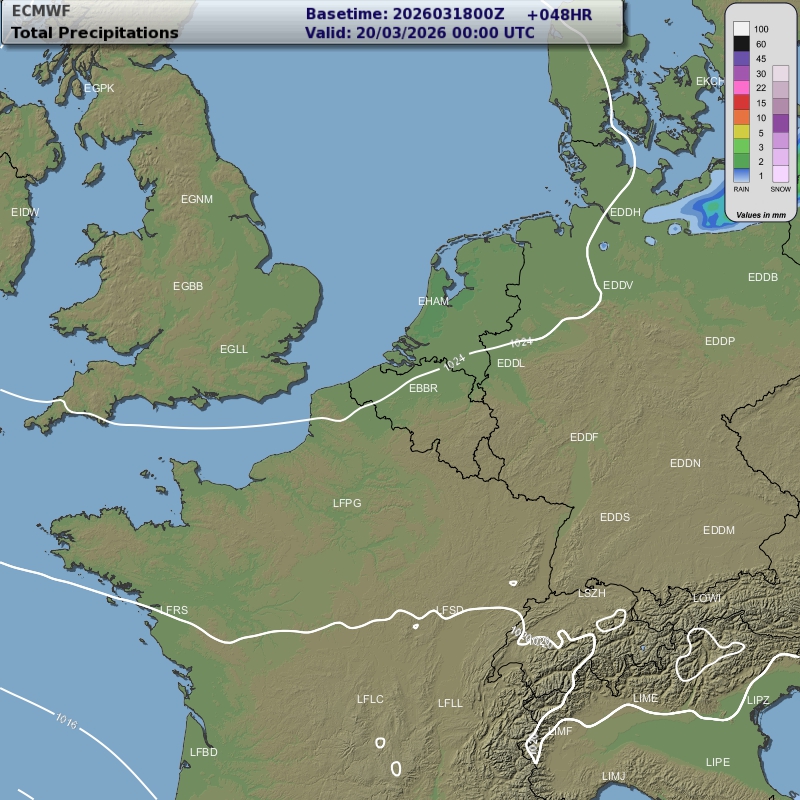 ECMWF
Basetime: 2026031800Z +048HR
Total Precipitations
Valid: 20/03/2026 00:00 UTC
100
60
45
30
22
15
10
5
3
2
1
RAIN
SNOW
Values in mm
EGPK
EKCH
EGNM
EIDW
EDDH
EDDB
EGBB
EDDV
EHAM
EDDP
EGLL
1024
1024
EDDL
EBBR
EDDF
EDDN
LFPG
EDDS
EDDM
LSZH
LOWI
LFRS
LFSD
LFLC
LFLL
LIME
LIPZ
1016
LIMF
LFBD
LIPE
LIMJ